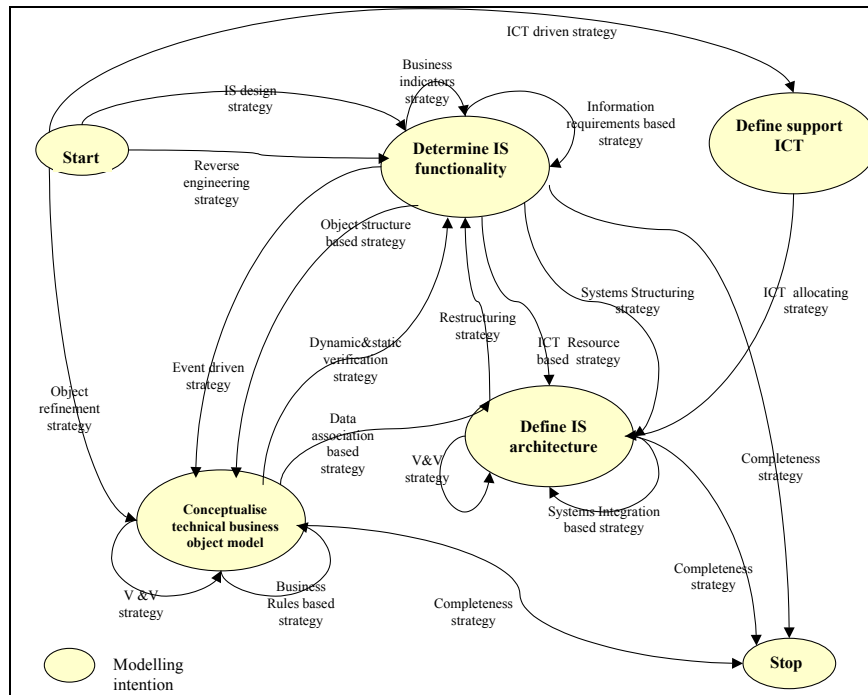 ICT driven strategy
Business
indicators
strategy
IS design
strategy
Information
requirements based
strategy
Define support
ICT
Start
Determine IS
functionality
Reverse
engineering
strategy
Object structure
based strategy
Systems Structuring
strategy
ICT allocating
strategy
Restructuring
strategy
ICT Resource
based strategy
Dynamic&static
verification
strategy
Event driven
strategy
Object
refinement
strategy
Data
association
based
strategy
Define IS
architecture
V&V
strategy
Completeness
strategy
Conceptualise
technical business
object model
Systems Integration
based strategy
V &V
strategy
Business
Rules based
strategy
Completeness
strategy
Completeness
strategy
Stop
Modelling
intention